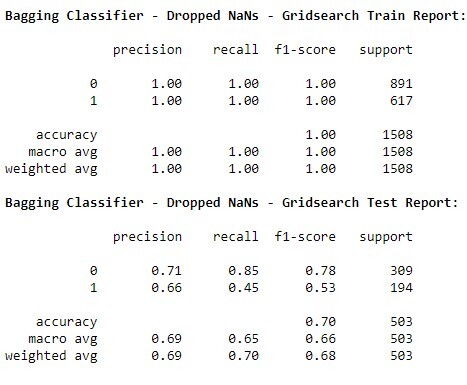 Bagging Classifier - Dropped NaNs - Gridsearch Train Report:
precision recall f1-score support
0 1.00 1.00 1.00 891
1 1.00 1.00 1.00 617
accuracy 1.00 1508
macro avg 1.00 1.00 1.00 1508
weighted avg 1.00 1.00 1.00 1508
Bagging Classifier - Dropped NaNs - Gridsearch Test Report:
precision recall f1-score support
0 0.71 0.85 0.78 309
1 0.66 0.45 0.53 194
accuracy 0.70 503
macro avg 0.69 0.65 0.66 503
weighted avg 0.69 0.70 0.68 503